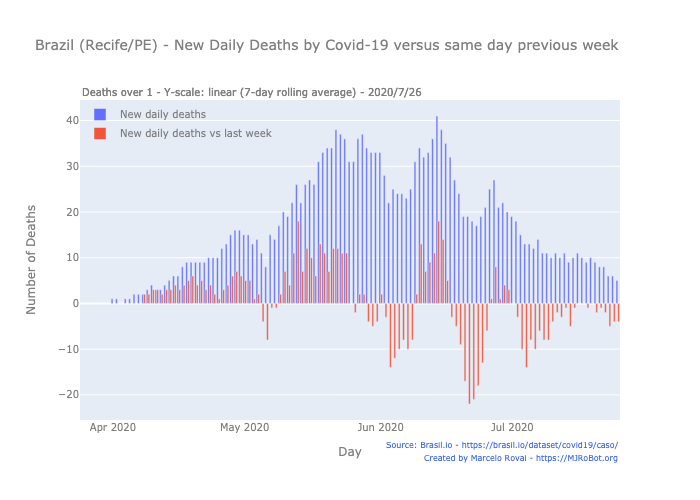 Brazil (Recife/PE) - New Daily Deaths by Covid-19 versus same day previous week
Deaths over 1 - Y-scale: linear (7-day rolling average) - 2020/7/26
New daily deaths
New daily deaths vs last week
Number of Deaths
40
30
20
10
0
−10
−20
Apr 2020
May 2020
Jun 2020
Jul 2020
Day
Source: Brasil.io - https://brasil.io/dataset/covid19/caso/
Created by Marcelo Rovai - https://MJRoBot.org